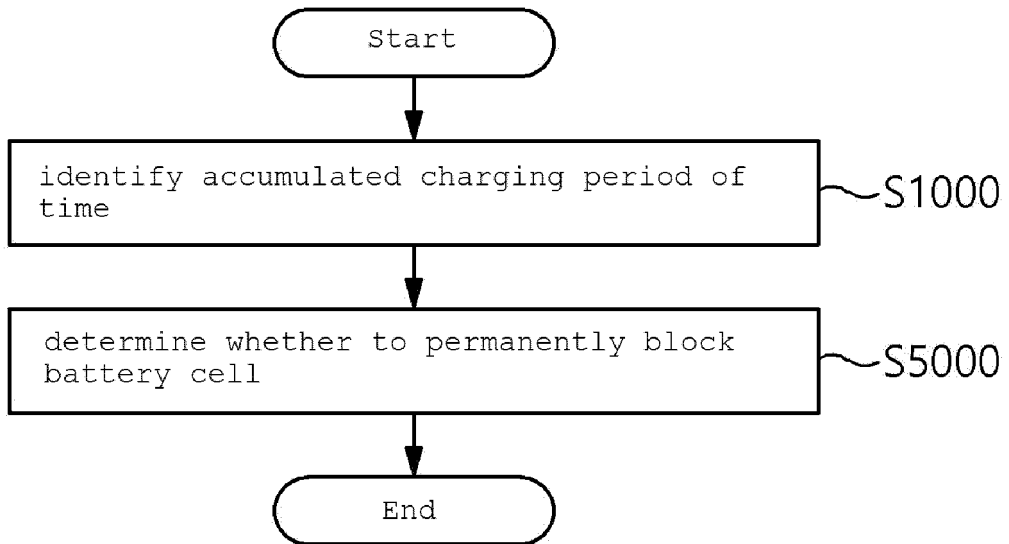 Start
identify accumulated charging period of
time
S1000
determine whether to permanently block
battery cell
S5000
End